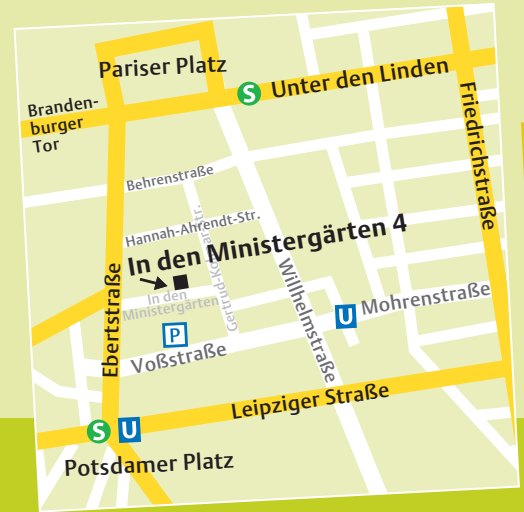 Pariser Platz
S
Unter den Linden
Branden-
burger
Tor
Friedrichstraße
Behrenstraße
Hannah-Ahrendt-Str.
In den Ministergärten 4
In den
Ministergärten
Ebertstraße
Willhelmstraße
U
Mohrenstraße
P
Voßstraße
Leipziger Straße
S
U
Potsdamer Platz